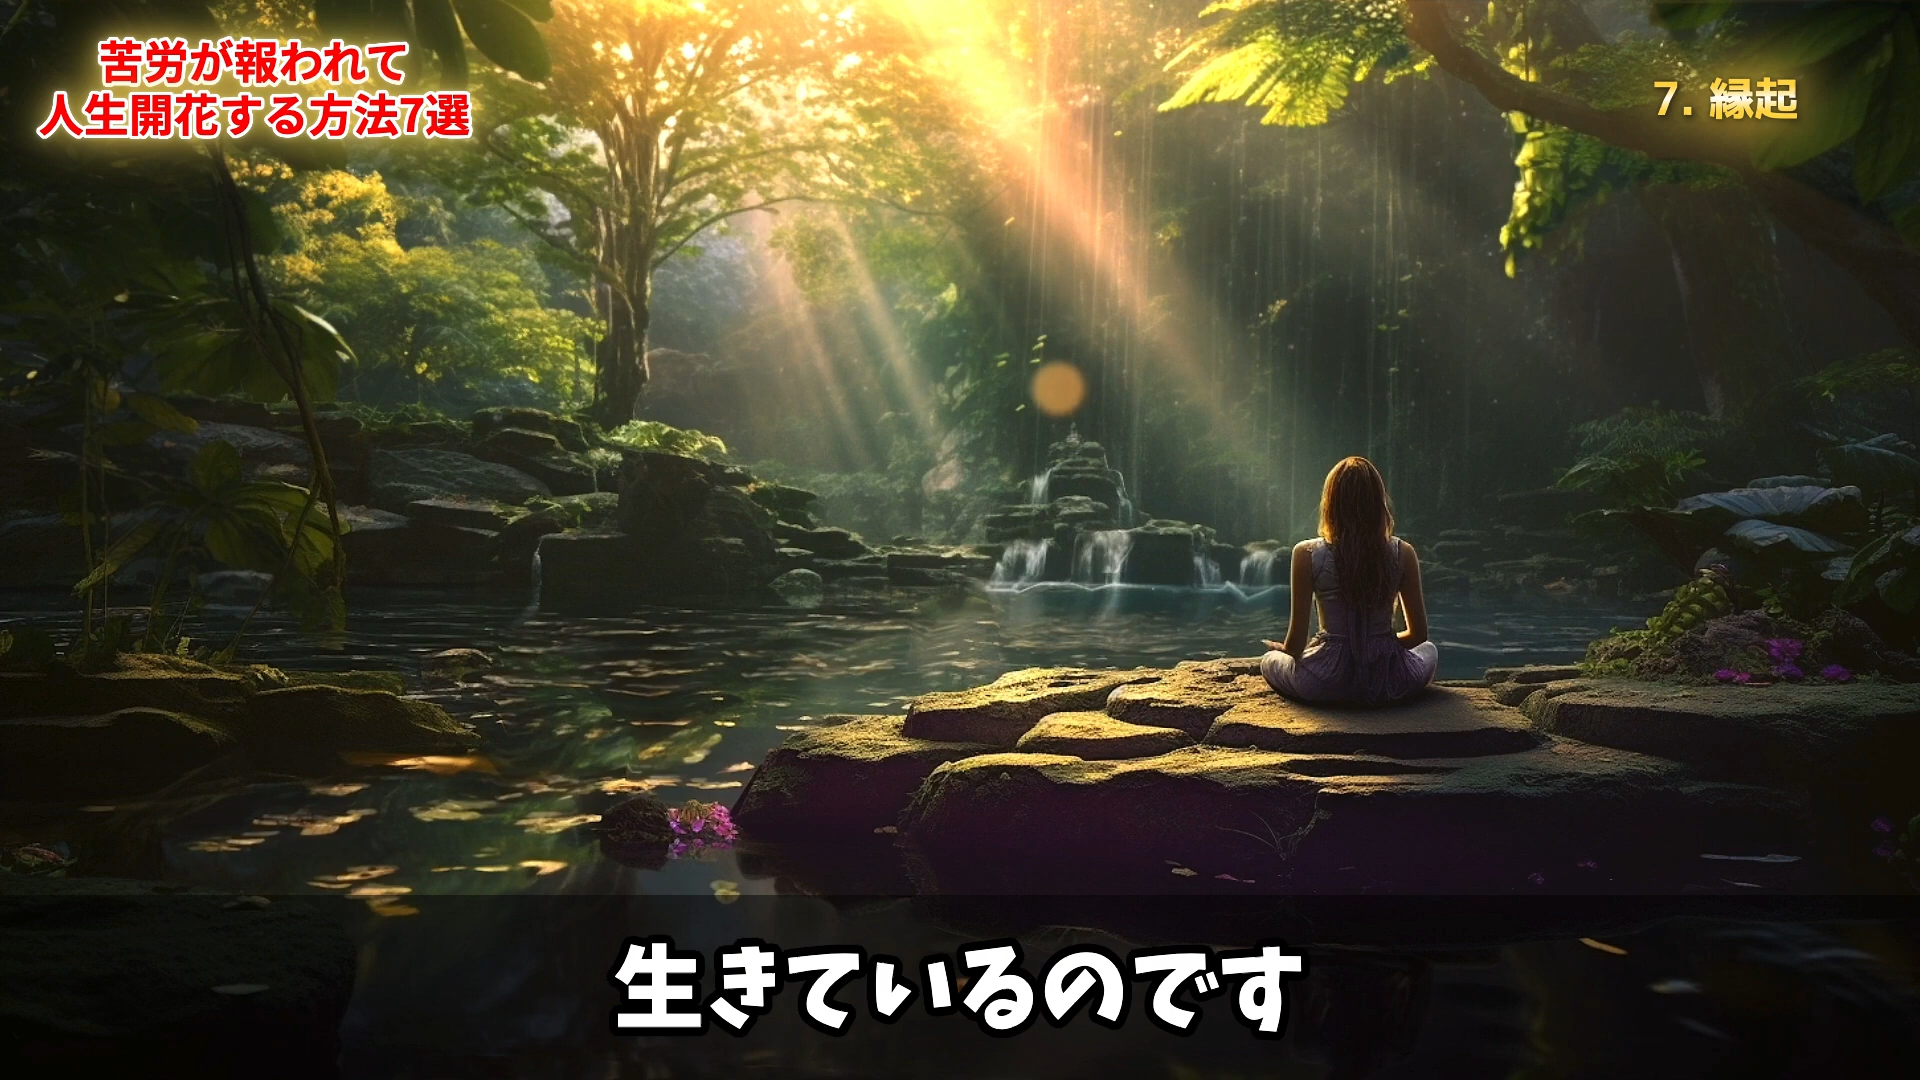 苦労が報われて
人生開花する方法7選
7. 縁起
生きているのです